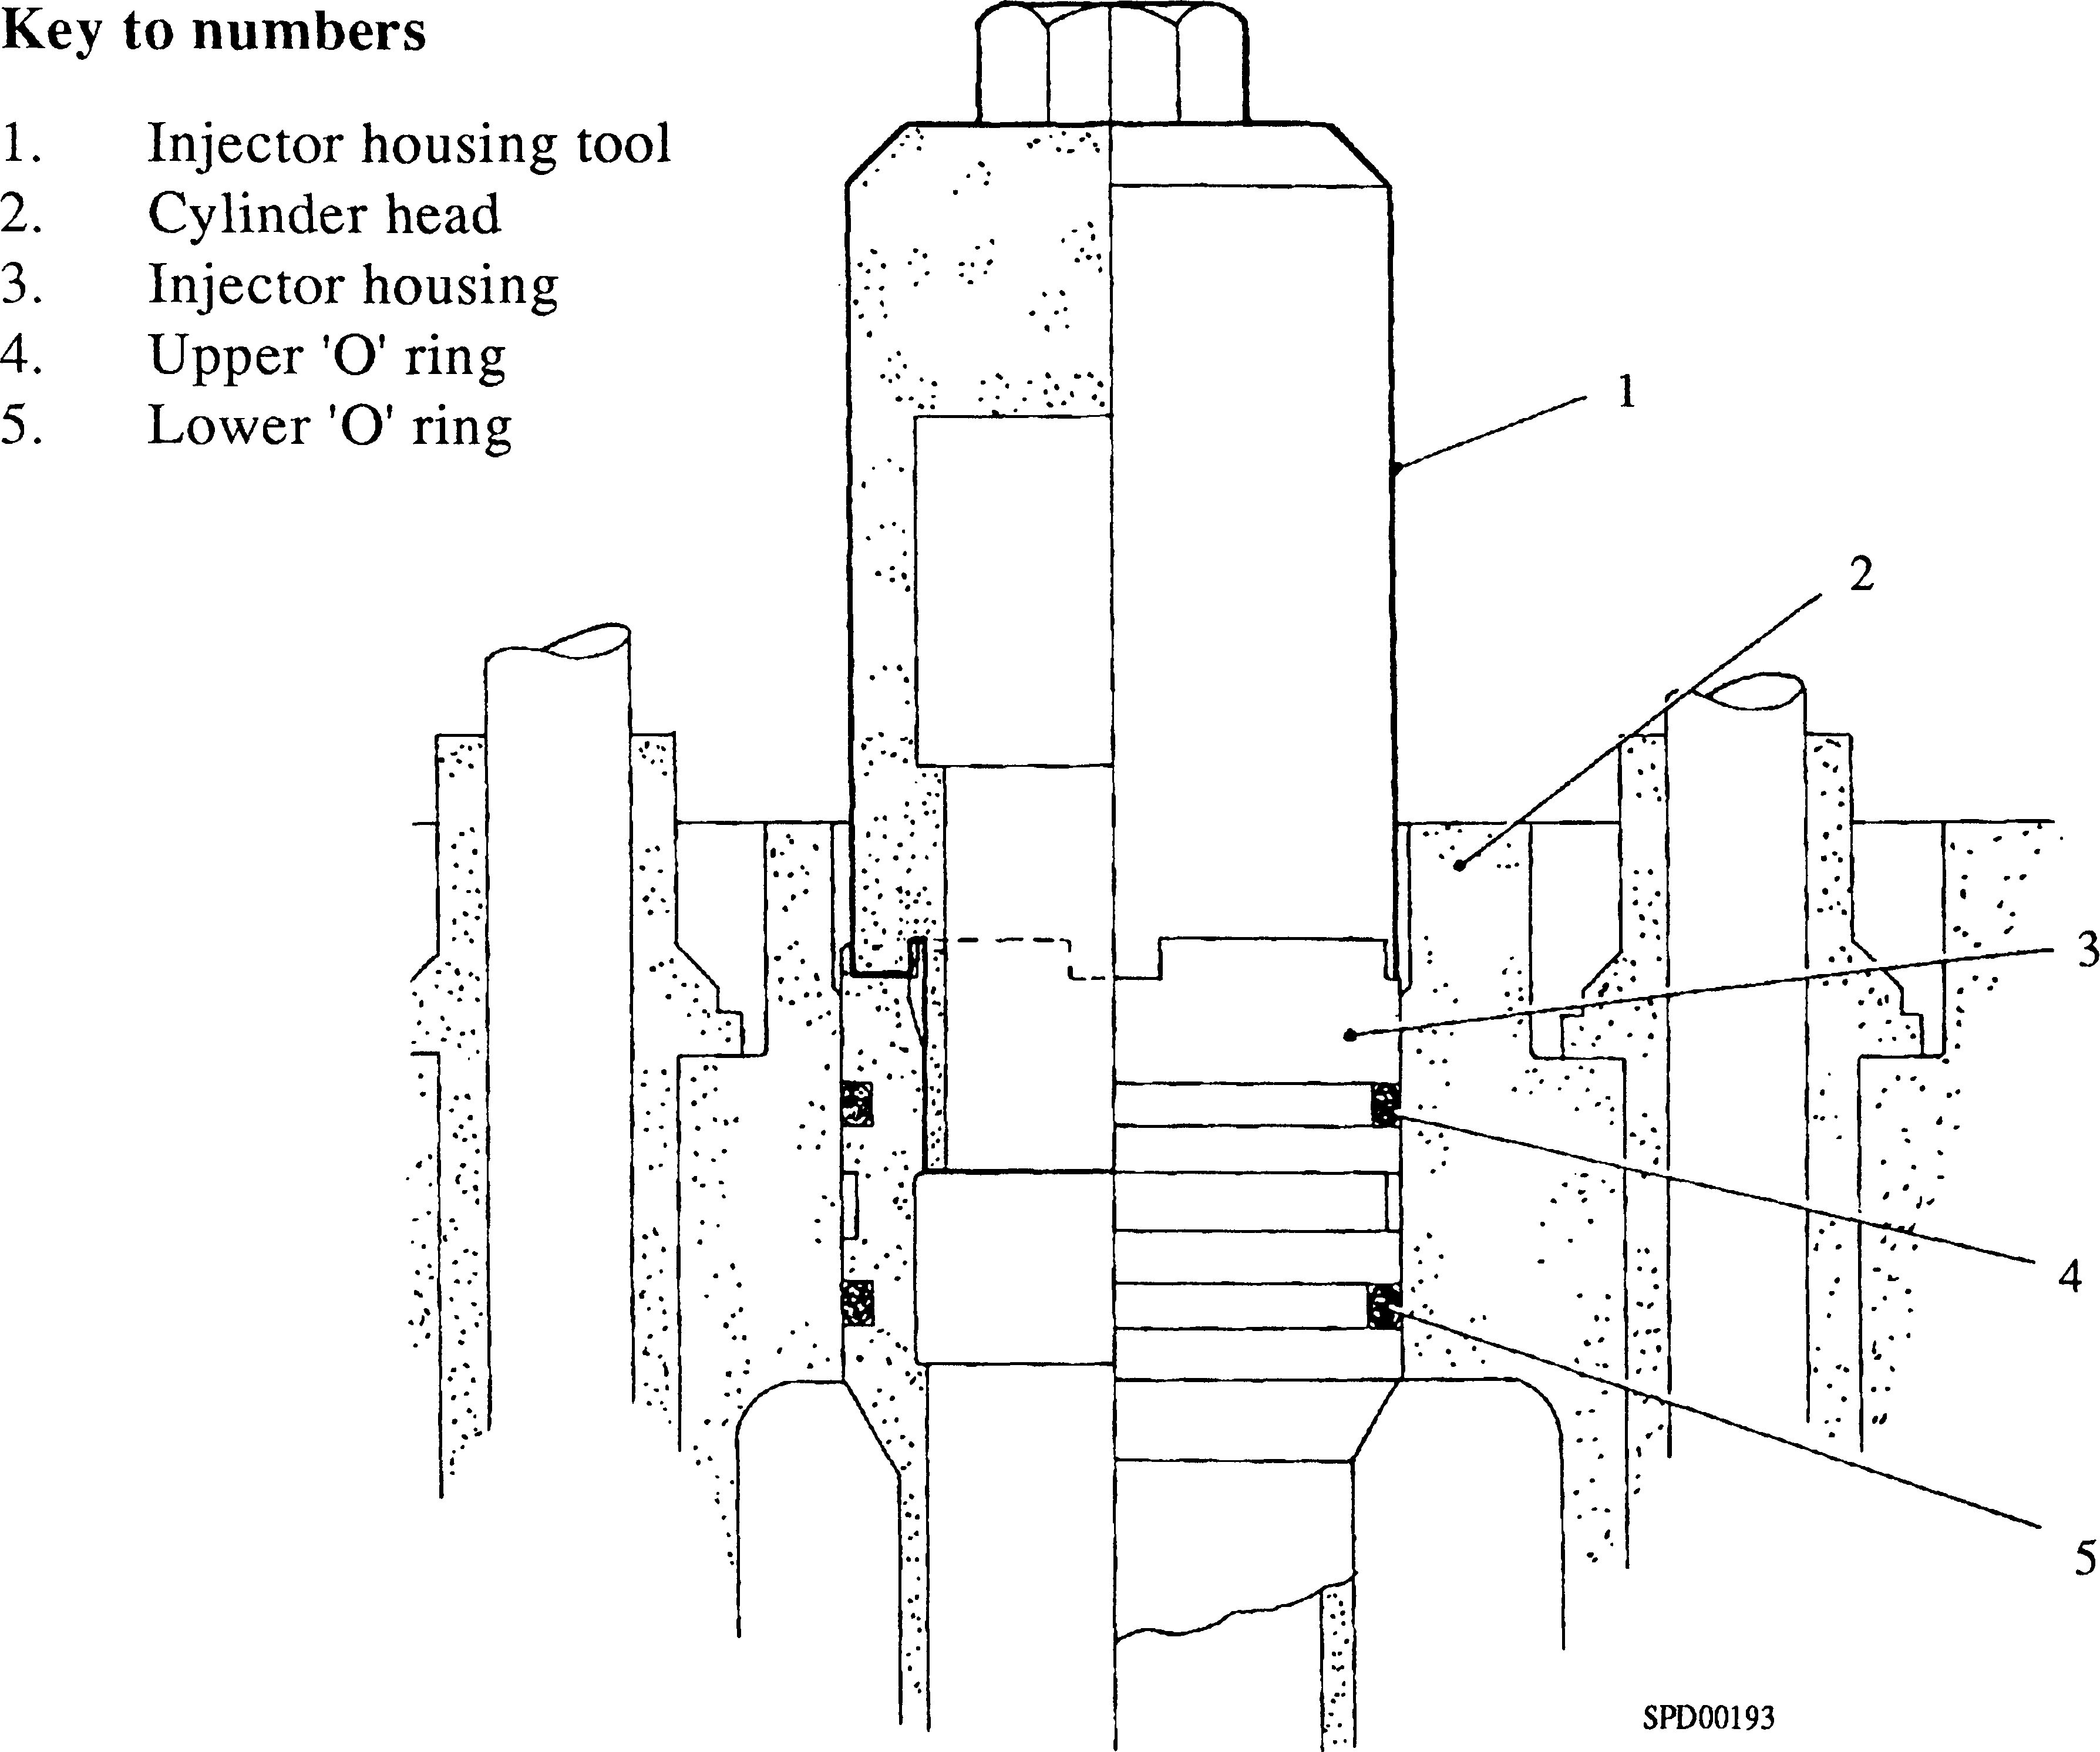 Key to numbers
1. Injector housing tool
2. Cylinder head
3. Injector housing
4. Upper 'O' ring
5. Lower 'O' ring
1
2
3
4
5
SPD00193